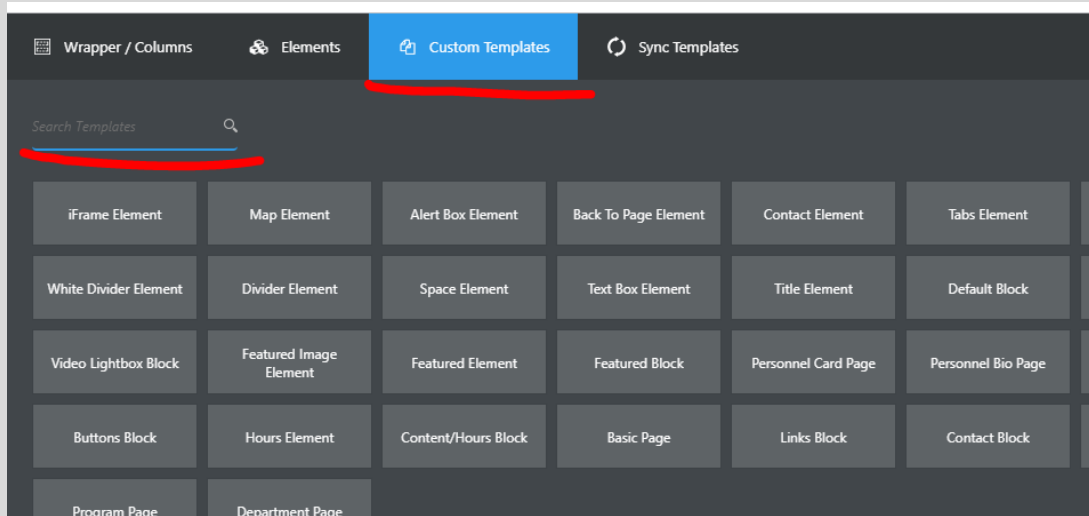 Wrapper / Columns
Elements
Custom Templates
Sync Templates
Search Templates
iFrame Element
Map Element
Alert Box Element
Back To Page Element
Contact Element
Tabs Element
White Divider Element
Divider Element
Space Element
Text Box Element
Title Element
Default Block
Video Lightbox Block
Featured Image
Element
Featured Element
Featured Block
Personnel Card Page
Personnel Bio Page
Buttons Block
Hours Element
Content/Hours Block
Basic Page
Links Block
Contact Block
Program Page
Department Page